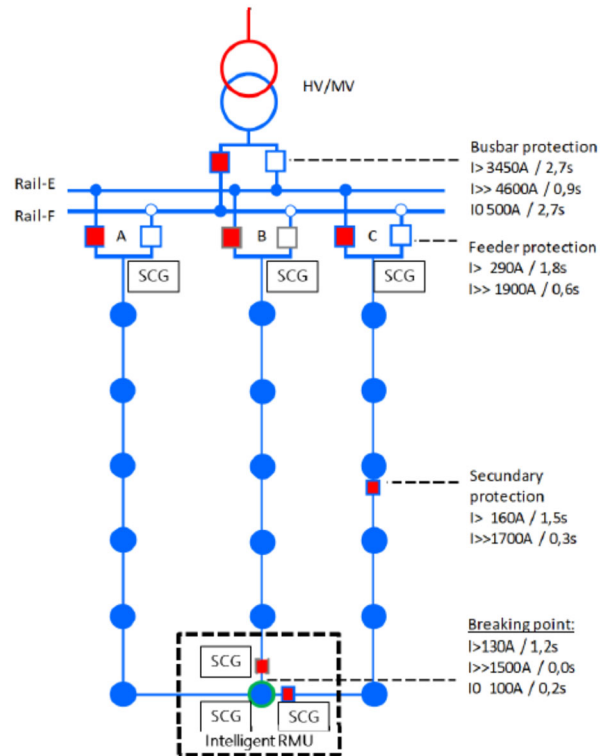 HV/MV
Busbar protection
I> 3450A / 2,7s
I>> 4600A / 0,9s
I0 500A / 2,7s
Rail-E
Rail-F
A
B
C
Feeder protection
I> 290A / 1,8s
I>> 1900A / 0,6s
SCG
SCG
SCG
Secundary
protection
I> 160A / 1,5s
I>>1700A / 0,3s
Breaking point:
I>130A / 1,2s
I>>1500A / 0,0s
I0 100A / 0,2s
SCG
SCG
SCG
Intelligent RMU